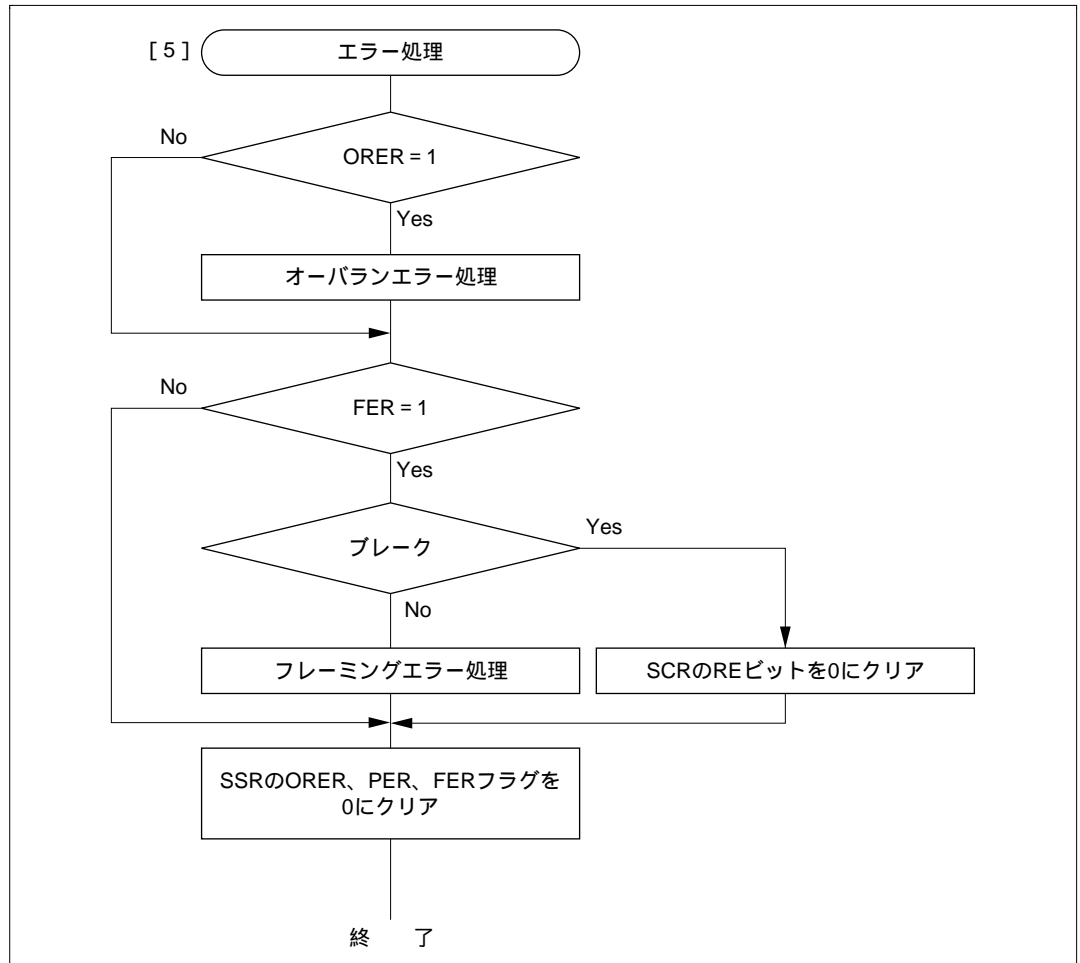 [ 5 ] エラー処理
No
ORER = 1
Yes
オーバランエラー処理
No
FER = 1
Yes
Yes
ブレーク
No
フレーミングエラー処理
SCRのREビットを0にクリア
SSRのORER、PER、FERフラグを
0にクリア
終　了